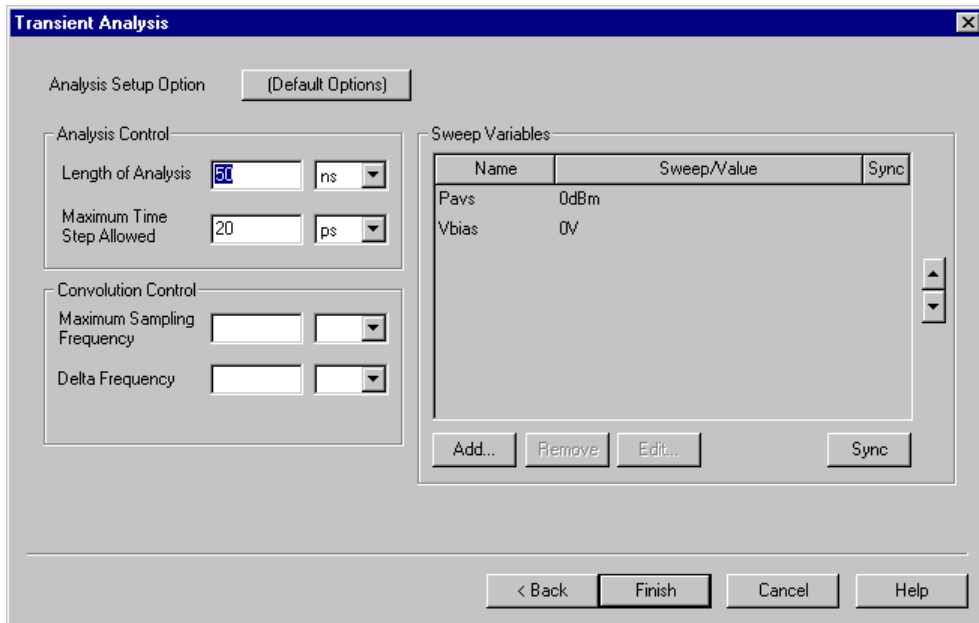 Transient Analysis
Analysis Setup Option
(Default Options)
Analysis Control
Length of Analysis
50
ns
Maximum Time
Step Allowed
20
ps
Convolution Control
Maximum Sampling
Frequency
Delta Frequency
Sweep Variables
Name Sweep/Value Sync
Pavs 0dBm
Vbias 0V
Add... Remove Edit... Sync
< Back Finish Cancel Help